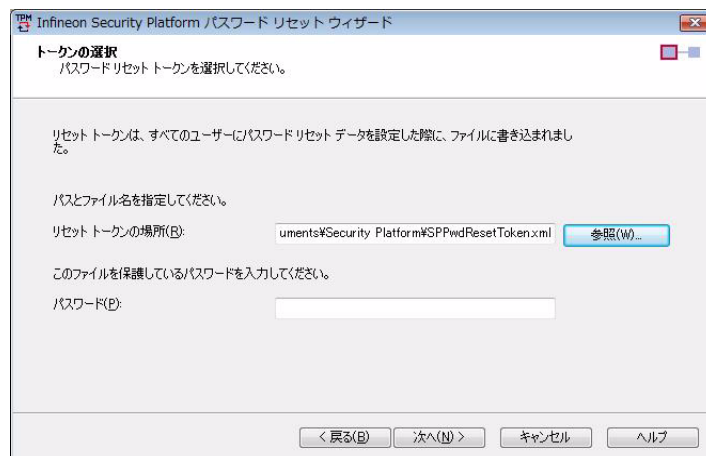 TPM Infineon Security Platform パスワード リセット ウィザード
トークンの選択
パスワード リセット トークンを選択してください。
リセット トークンは、すべてのユーザーにパスワード リセット データを設定した際に、ファイルに書き込まれまし
た。
パスとファイル名を指定してください。
リセット トークンの場所(R): uments¥Security Platform¥SPPwdResetToken.xml 参照(W)...
このファイルを保護しているパスワードを入力してください。
パスワード(P):
< 戻る(B) 次へ(N) > キャンセル ヘルプ